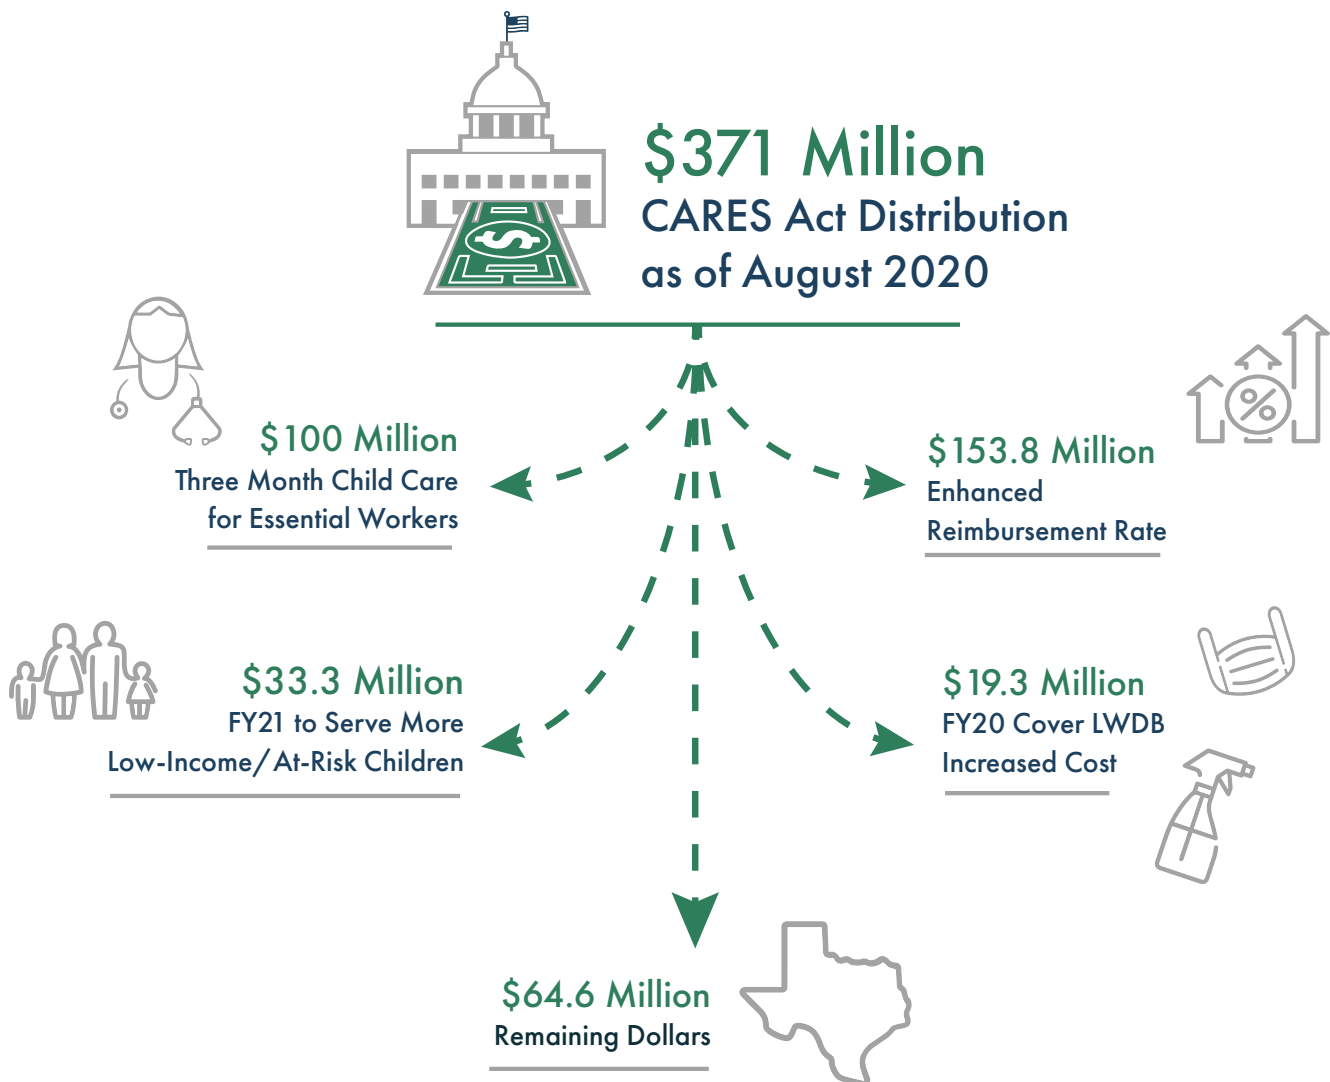 $371 Million
CARES Act Distribution
as of August 2020
$100 Million
Three Month Child Care
for Essential Workers
$153.8 Million
Enhanced
Reimbursement Rate
$33.3 Million
FY21 to Serve More
Low-Income/At-Risk Children
$19.3 Million
FY20 Cover LWDB
Increased Cost
$64.6 Million
Remaining Dollars